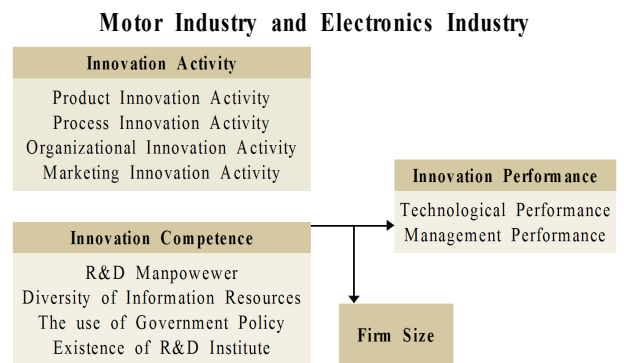 Motor Industry and Electronics Industry
Innovation Activity
Product Innovation Activity
Process Innovation Activity
Organizational Innovation Activity
Marketing Innovation Activity
Innovation Competence
R&D Manpowewer
Diversity of Information Resources
The use of Government Policy
Existence of R&D Institute
Innovation Performance
Technological Performance
Management Performance
Firm Size